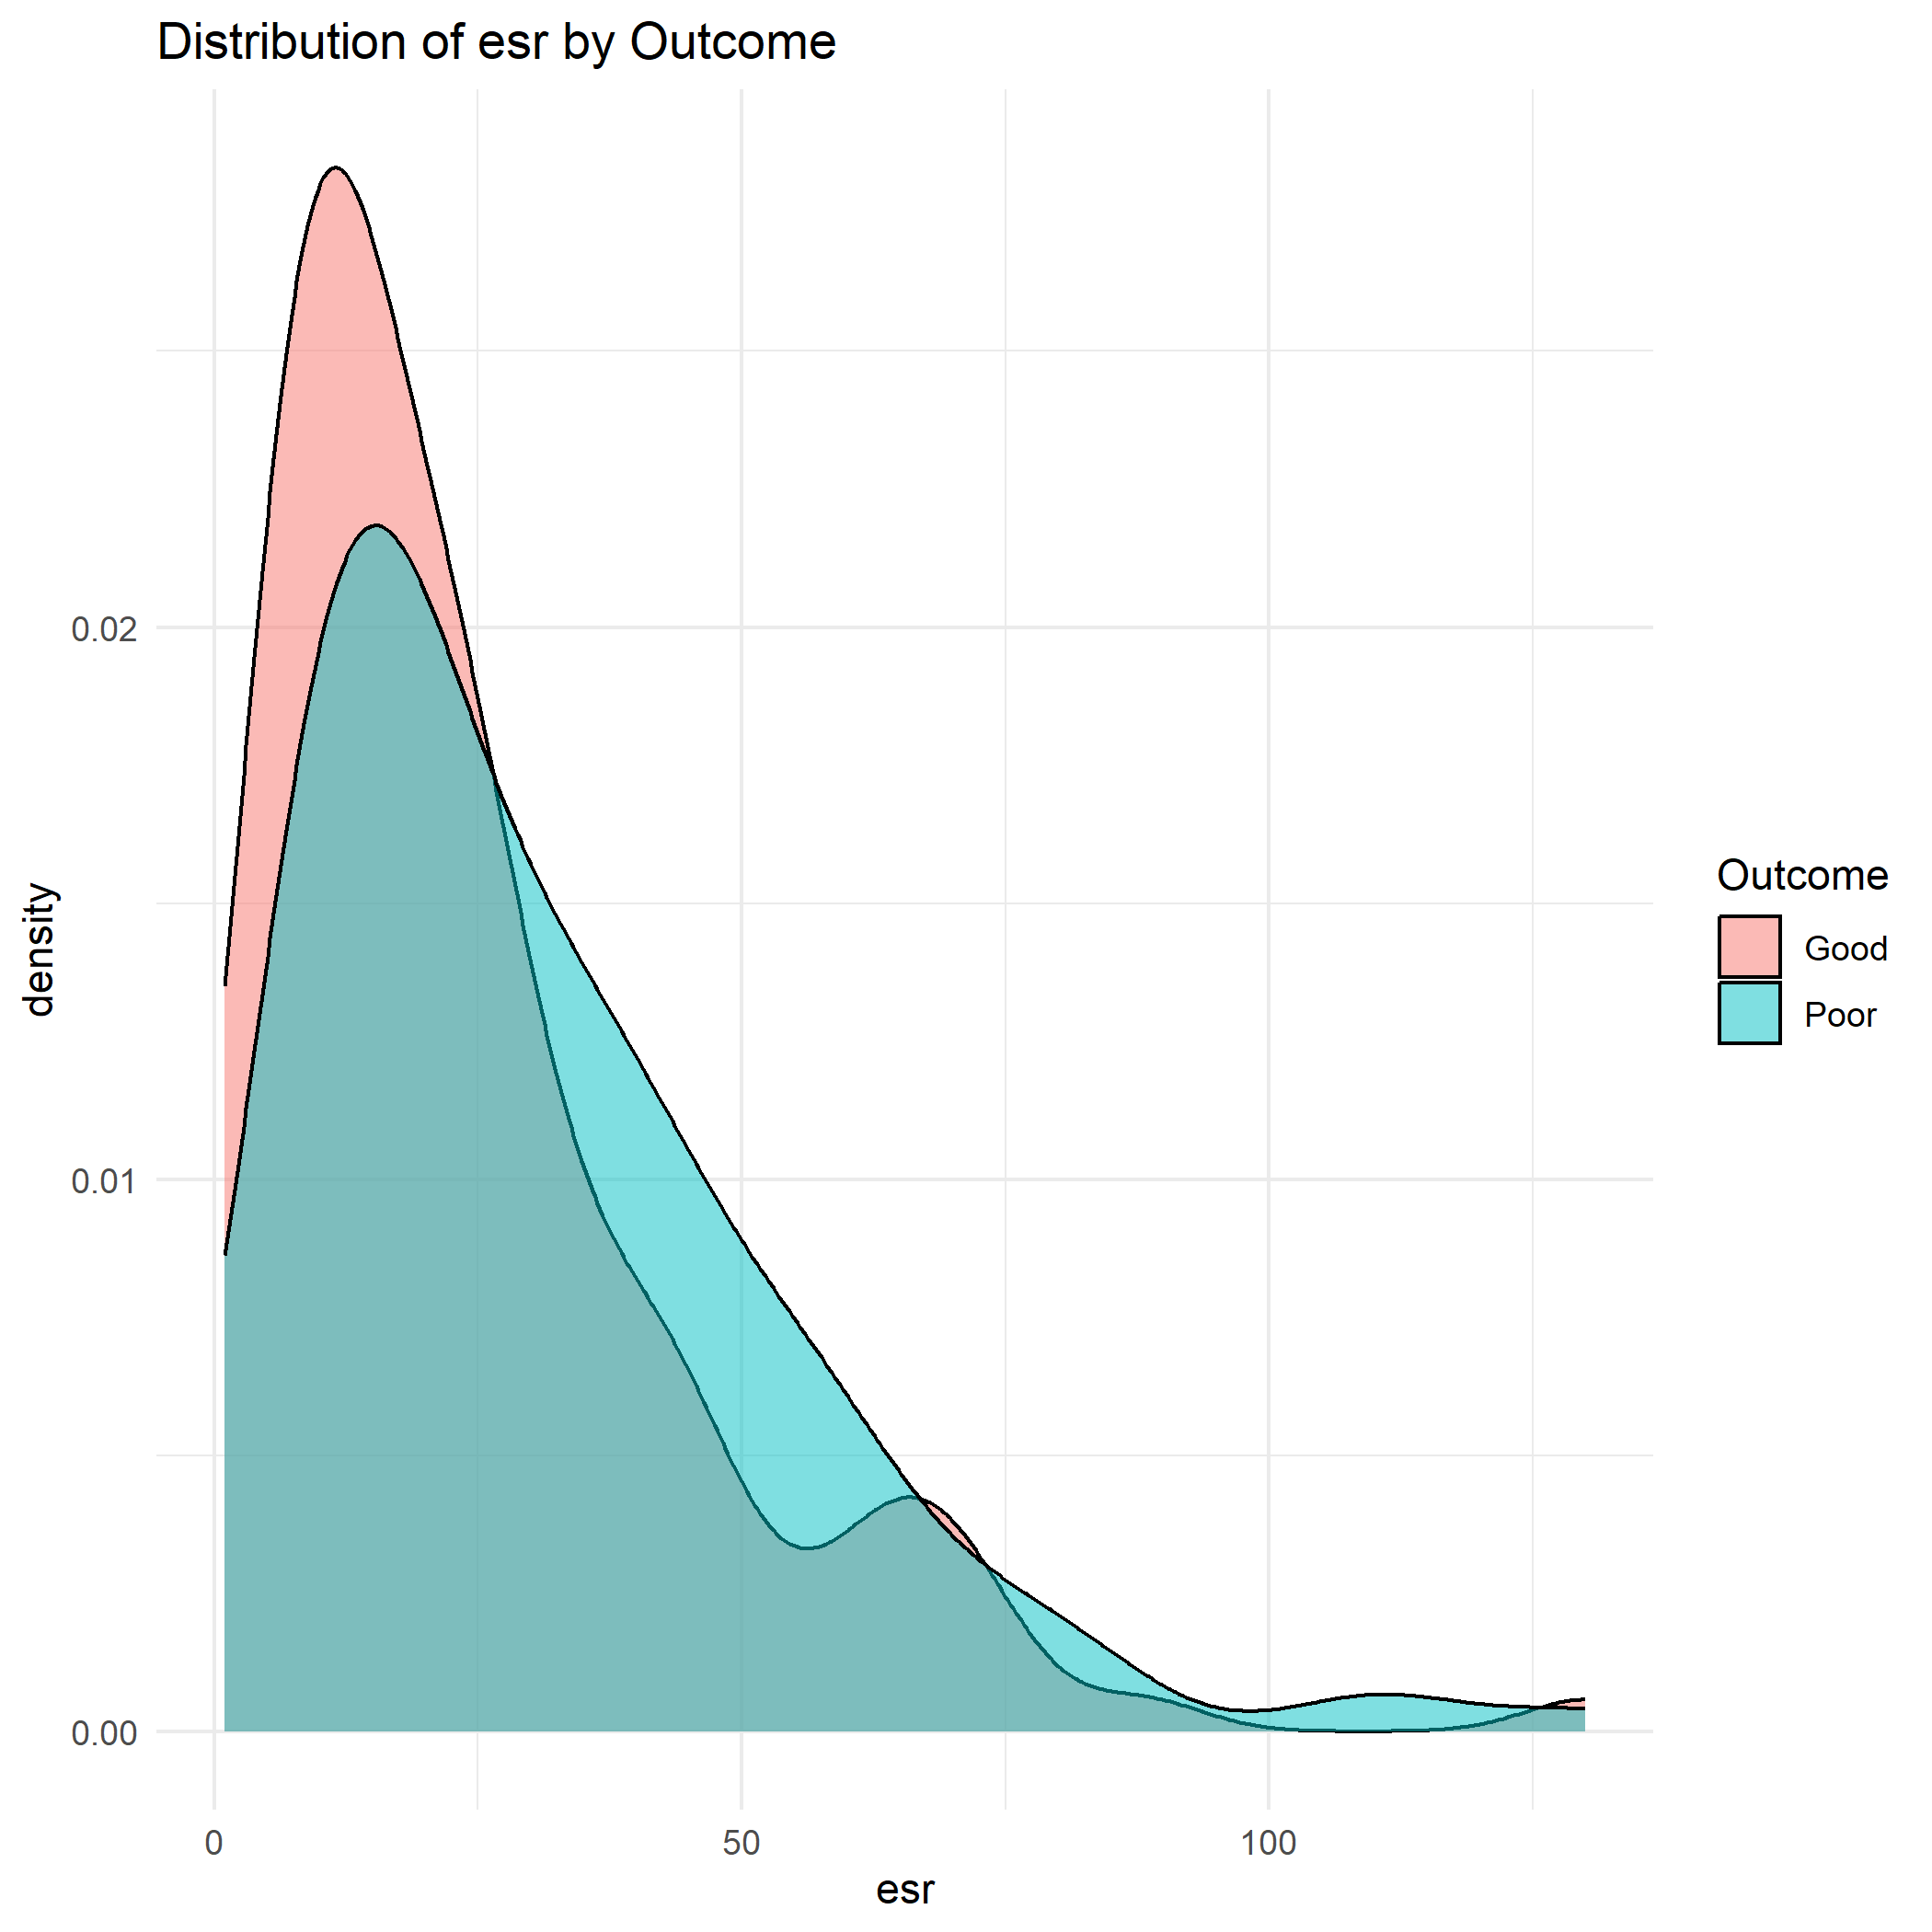 Distribution of esr by Outcome
density
0.02
0.01
0.00
0
50
100
esr
Outcome
Good
Poor